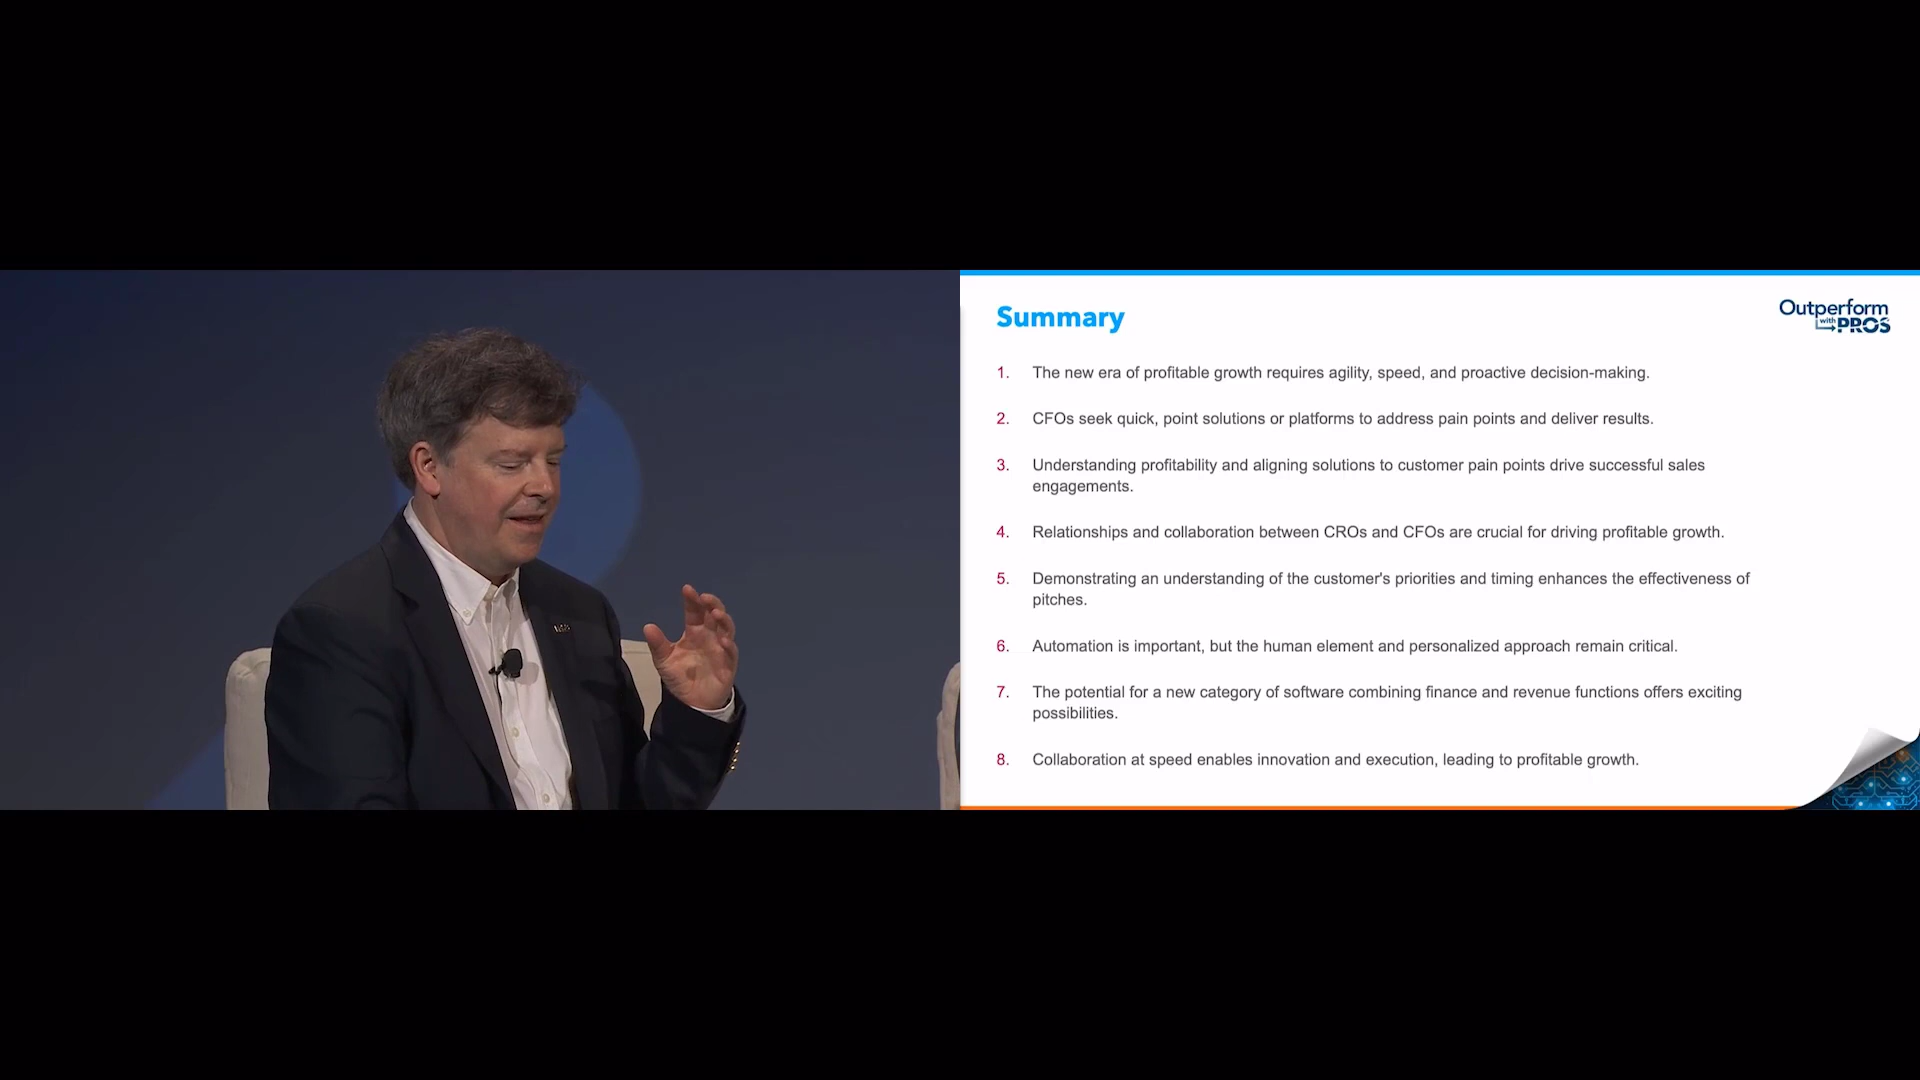 Summary
Outperform
with PROS
1. The new era of profitable growth requires agility, speed, and proactive decision-making.
2. CFOs seek quick, point solutions or platforms to address pain points and deliver results.
3. Understanding profitability and aligning solutions to customer pain points drive successful sales
engagements.
4. Relationships and collaboration between CROs and CFOs are crucial for driving profitable growth.
5. Demonstrating an understanding of the customer's priorities and timing enhances the effectiveness of
pitches.
6. Automation is important, but the human element and personalized approach remain critical.
7. The potential for a new category of software combining finance and revenue functions offers exciting
possibilities.
8. Collaboration at speed enables innovation and execution, leading to profitable growth.